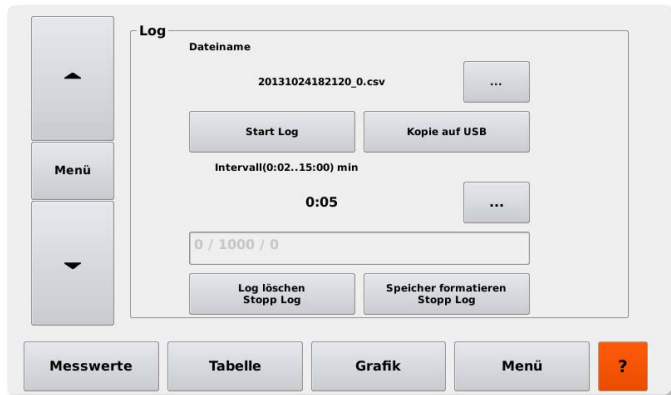 Log
Dateiname
20131024182120_0.csv
...
Start Log
Kopie auf USB
Menü
Intervall(0:02..15:00) min
0:05
...
0 / 1000 / 0
Log löschen
Stopp Log
Speicher formatieren
Stopp Log
Messwerte
Tabelle
Grafik
Menü
?